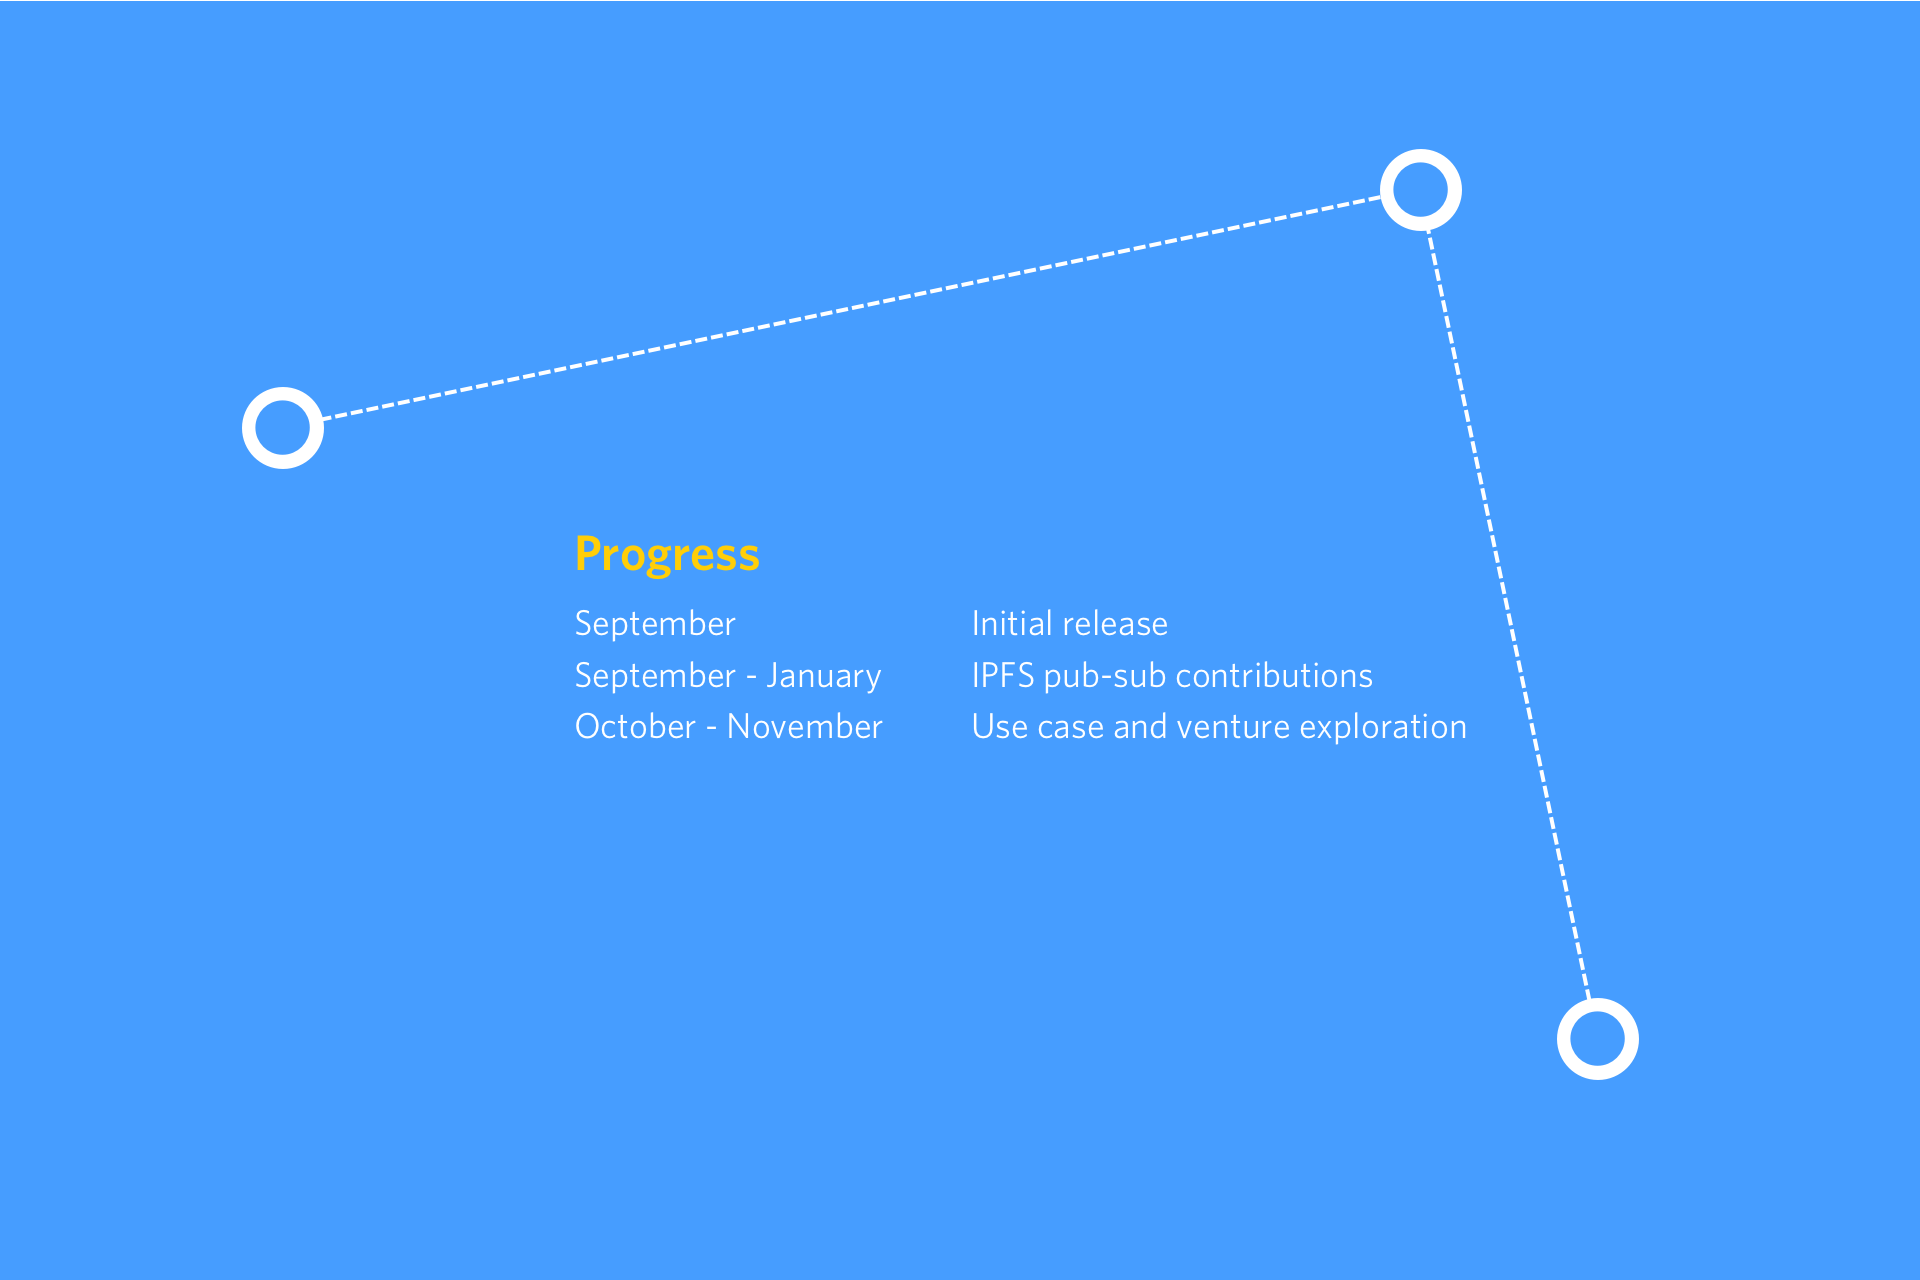 Progress
September Initial release
September - January IPFS pub-sub contributions
October - November Use case and venture exploration